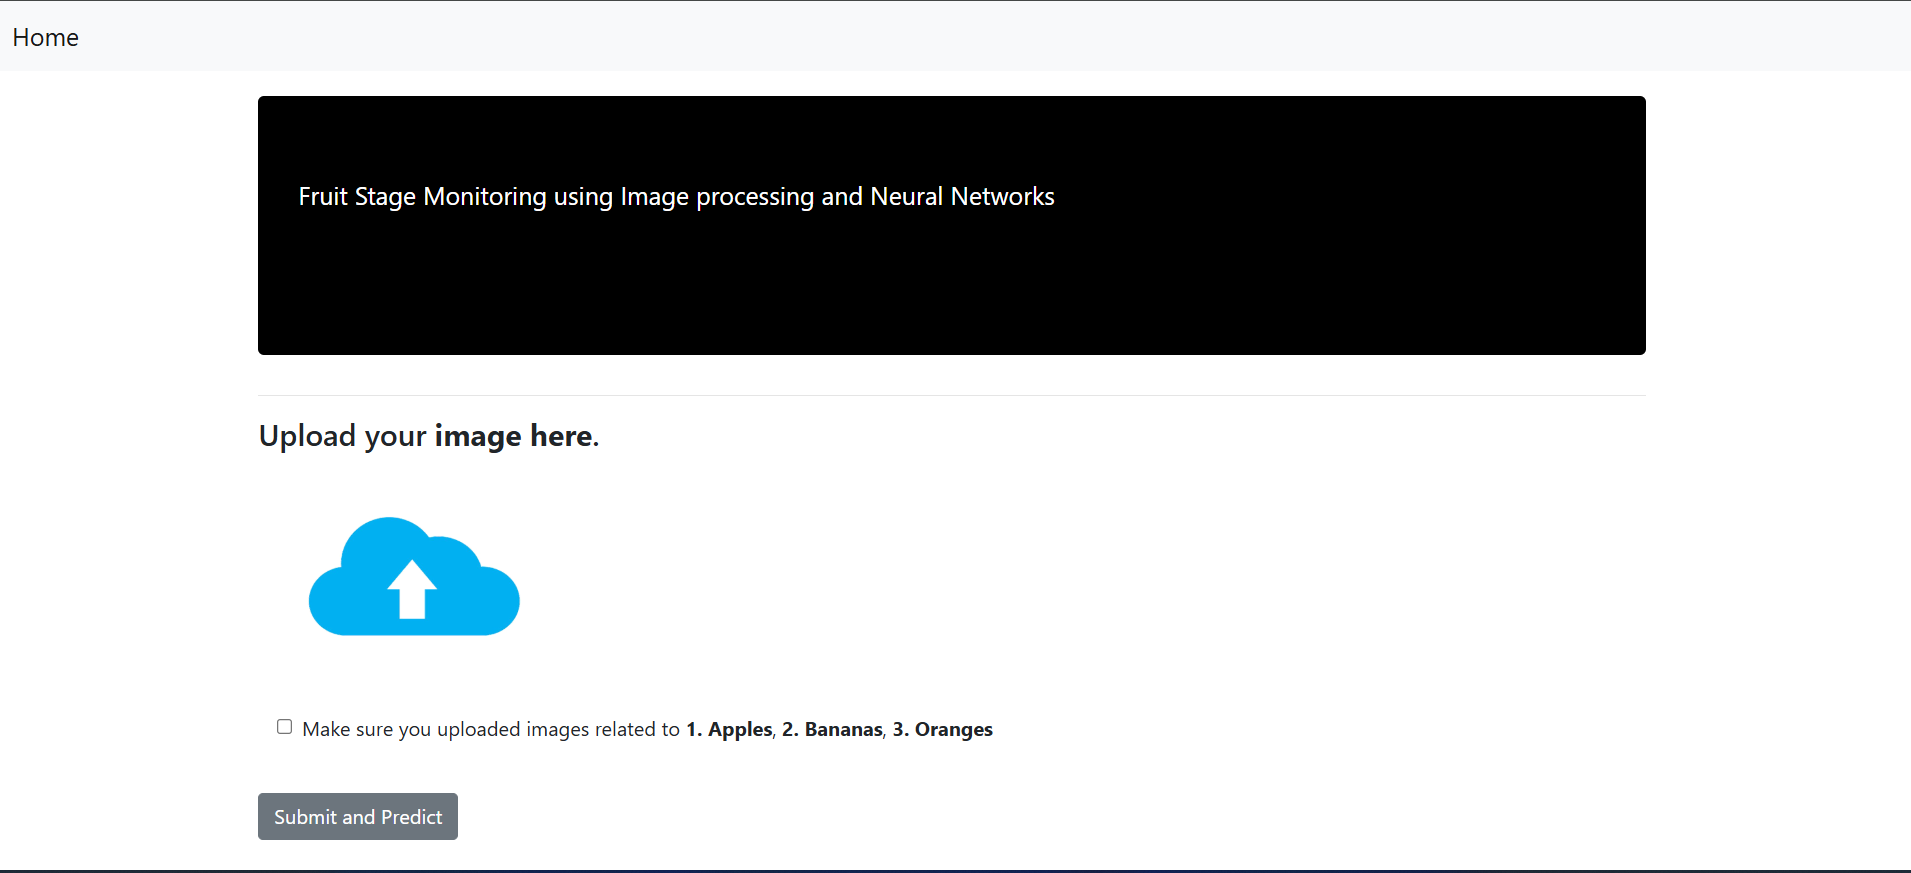 Home
Fruit Stage Monitoring using Image processing and Neural Networks
Upload your image here.
Make sure you uploaded images related to 1. Apples, 2. Bananas, 3. Oranges
Submit and Predict